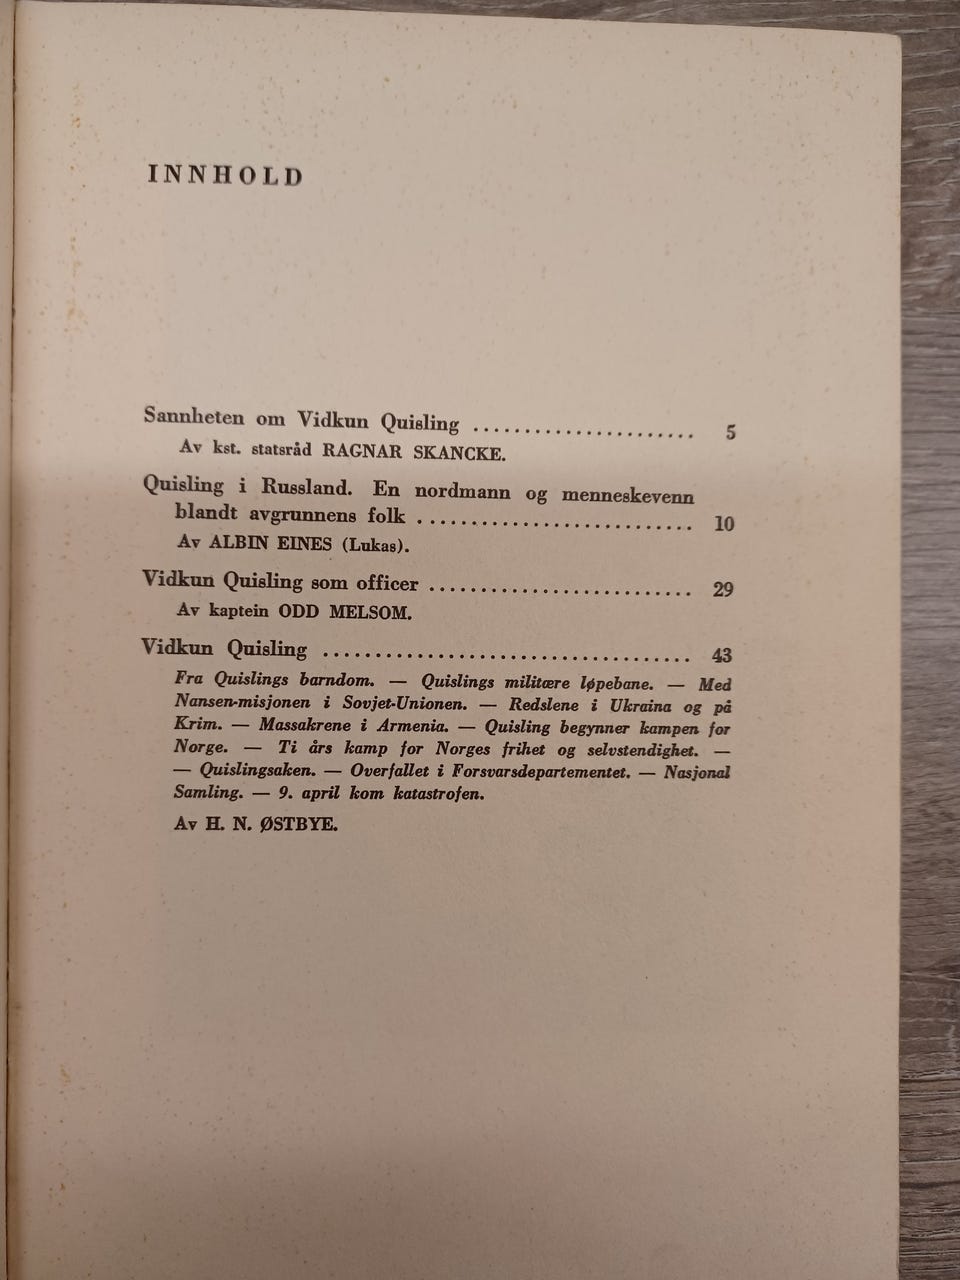 INNHOLD
Sannheten om Vidkun Quisling ...................... 5
Av kst. statsråd RAGNAR SKANCKE.
Quisling i Russland. En nordmann og menneskevenn
blandt avgrunnens folk ........................... 10
Av ALBIN EINES (Lukas).
Vidkun Quisling som officer .......................... 29
Av kaptein ODD MELSOM.
Vidkun Quisling .................................... 43
Fra Quislings barndom. — Quislings militære løpebane. — Med
Nansen-misjonen i Sovjet-Unionen. — Redslene i Ukraina og på
Krim. — Massakrene i Armenia. — Quisling begynner kampen for
Norge. — Ti års kamp for Norges frihet og selvstendighet. —
— Quislingsaken. — Overfallet i Forsvarsdepartementet. — Nasjonal
Samling. — 9. april kom katastrofen.
Av H. N. ØSTBYE.